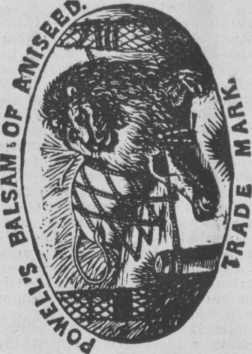 POWELL'S BALSAM OF ANISEED.
TRADE MARK.